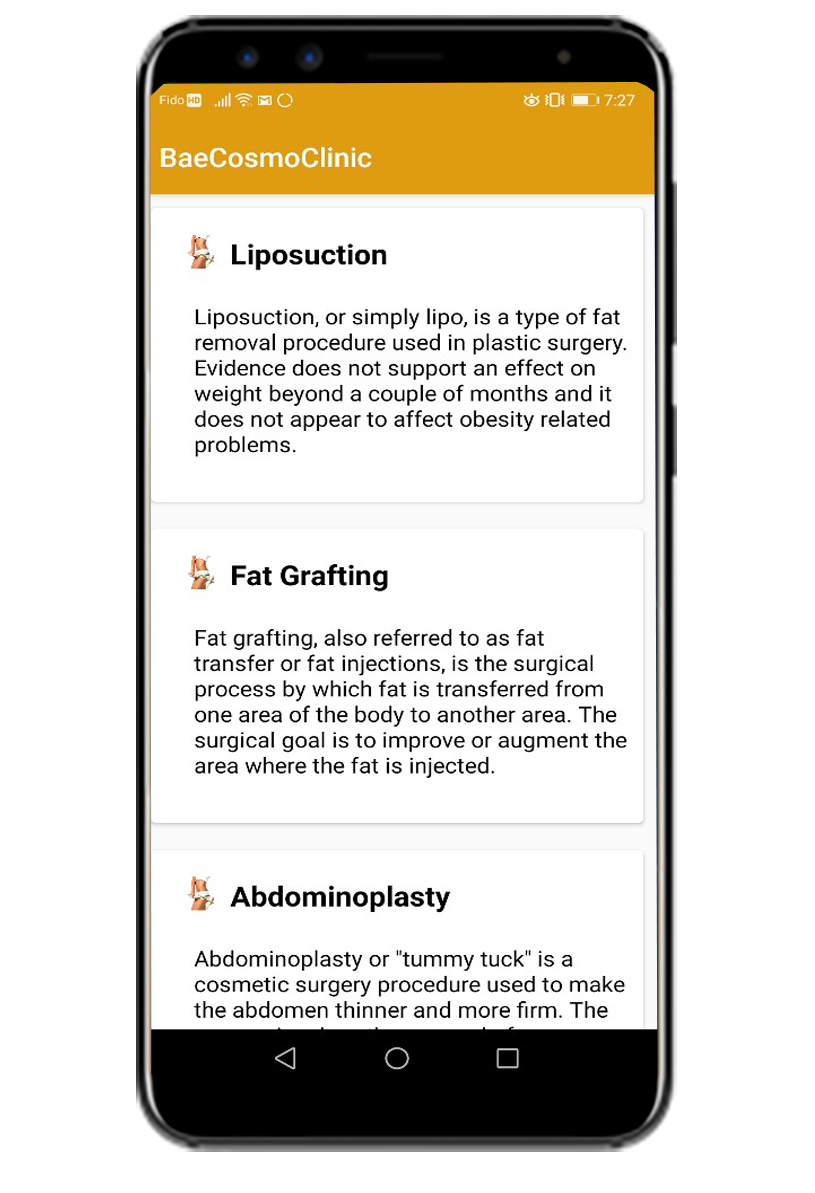 Fido HD 7:27
BaeCosmoClinic
Liposuction
Liposuction, or simply lipo, is a type of fat
removal procedure used in plastic surgery.
Evidence does not support an effect on
weight beyond a couple of months and it
does not appear to affect obesity related
problems.
Fat Grafting
Fat grafting, also referred to as fat
transfer or fat injections, is the surgical
process by which fat is transferred from
one area of the body to another area. The
surgical goal is to improve or augment the
area where the fat is injected.
Abdominoplasty
Abdominoplasty or "tummy tuck" is a
cosmetic surgery procedure used to make
the abdomen thinner and more firm. The